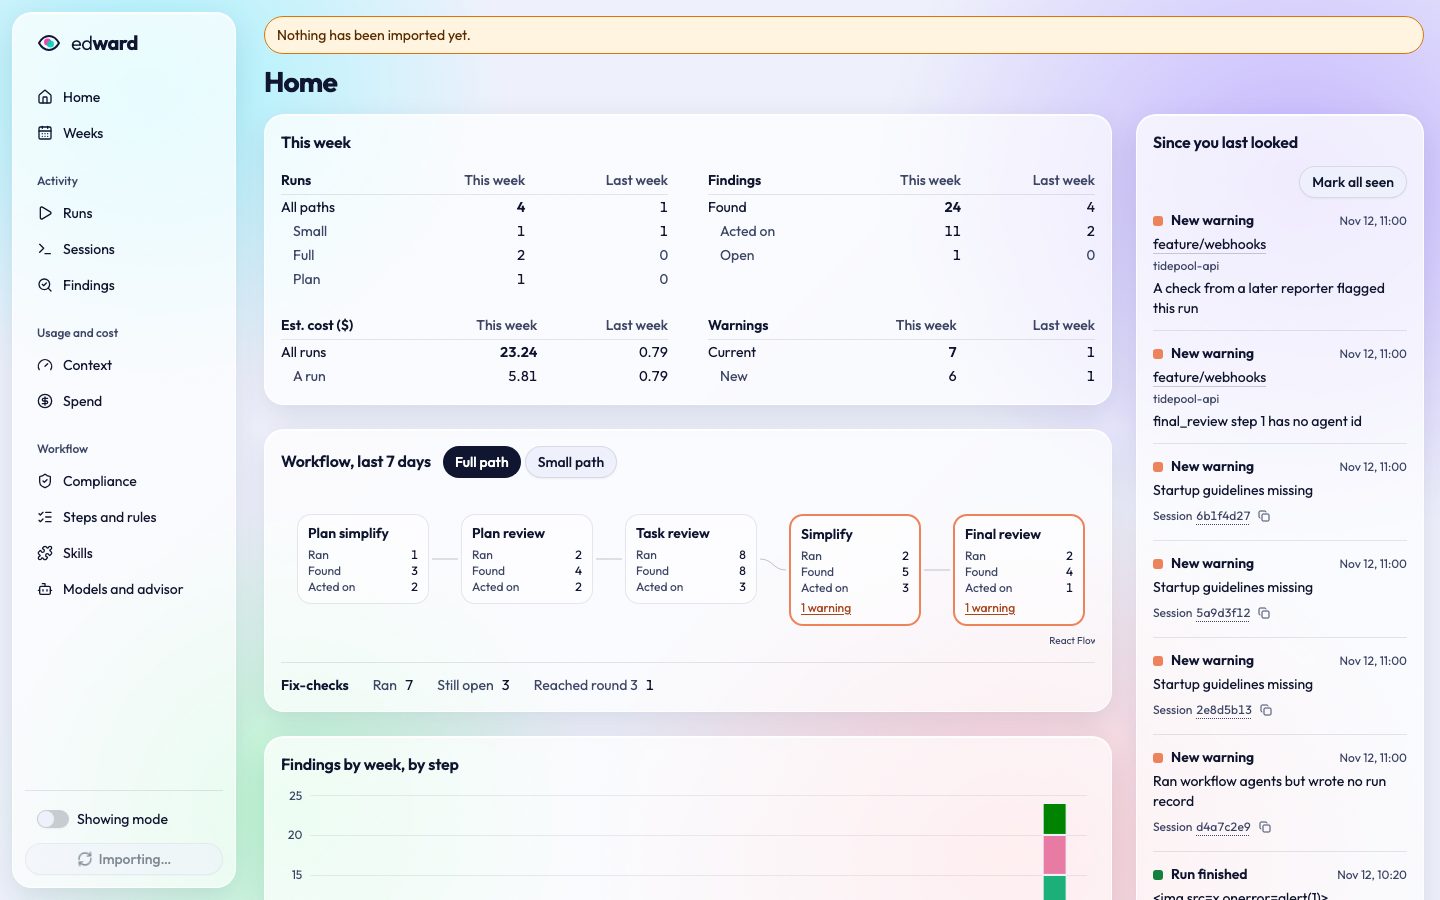 edward
Home
Weeks
Activity
Runs
Sessions
Findings
Usage and cost
Context
Spend
Workflow
Compliance
Steps and rules
Skills
Models and advisor
Showing mode
Importing...
Nothing has been imported yet.
Home
This week
Runs This week Last week
All paths 4 1
Small 1 1
Full 2 0
Plan 1 0
Findings This week Last week
Found 24 4
Acted on 11 2
Open 1 0
Est. cost ($) This week Last week
All runs 23.24 0.79
A run 5.81 0.79
Warnings This week Last week
Current 7 1
New 6 1
Workflow, last 7 days Full path Small path
Plan simplify
Ran 1
Found 3
Acted on 2
Plan review
Ran 2
Found 4
Acted on 2
Task review
Ran 8
Found 8
Acted on 3
Simplify
Ran 2
Found 5
Acted on 3
1 warning
Final review
Ran 2
Found 4
Acted on 1
1 warning
React Flow
Fix-checks Ran 7 Still open 3 Reached round 3 1
Findings by week, by step
25
20
15
Since you last looked
Mark all seen
New warning Nov 12, 11:00
feature/webhooks
tidepool-api
A check from a later reporter flagged
this run
New warning Nov 12, 11:00
feature/webhooks
tidepool-api
final_review step 1 has no agent id
New warning Nov 12, 11:00
Startup guidelines missing
Session 6b1f4d27
New warning Nov 12, 11:00
Startup guidelines missing
Session 5a9d3f12
New warning Nov 12, 11:00
Startup guidelines missing
Session 2e8d5b13
New warning Nov 12, 11:00
Ran workflow agents but wrote no run
record
Session d4a7c2e9
Run finished Nov 12, 10:20
<img src=x onerror=alert(1)>